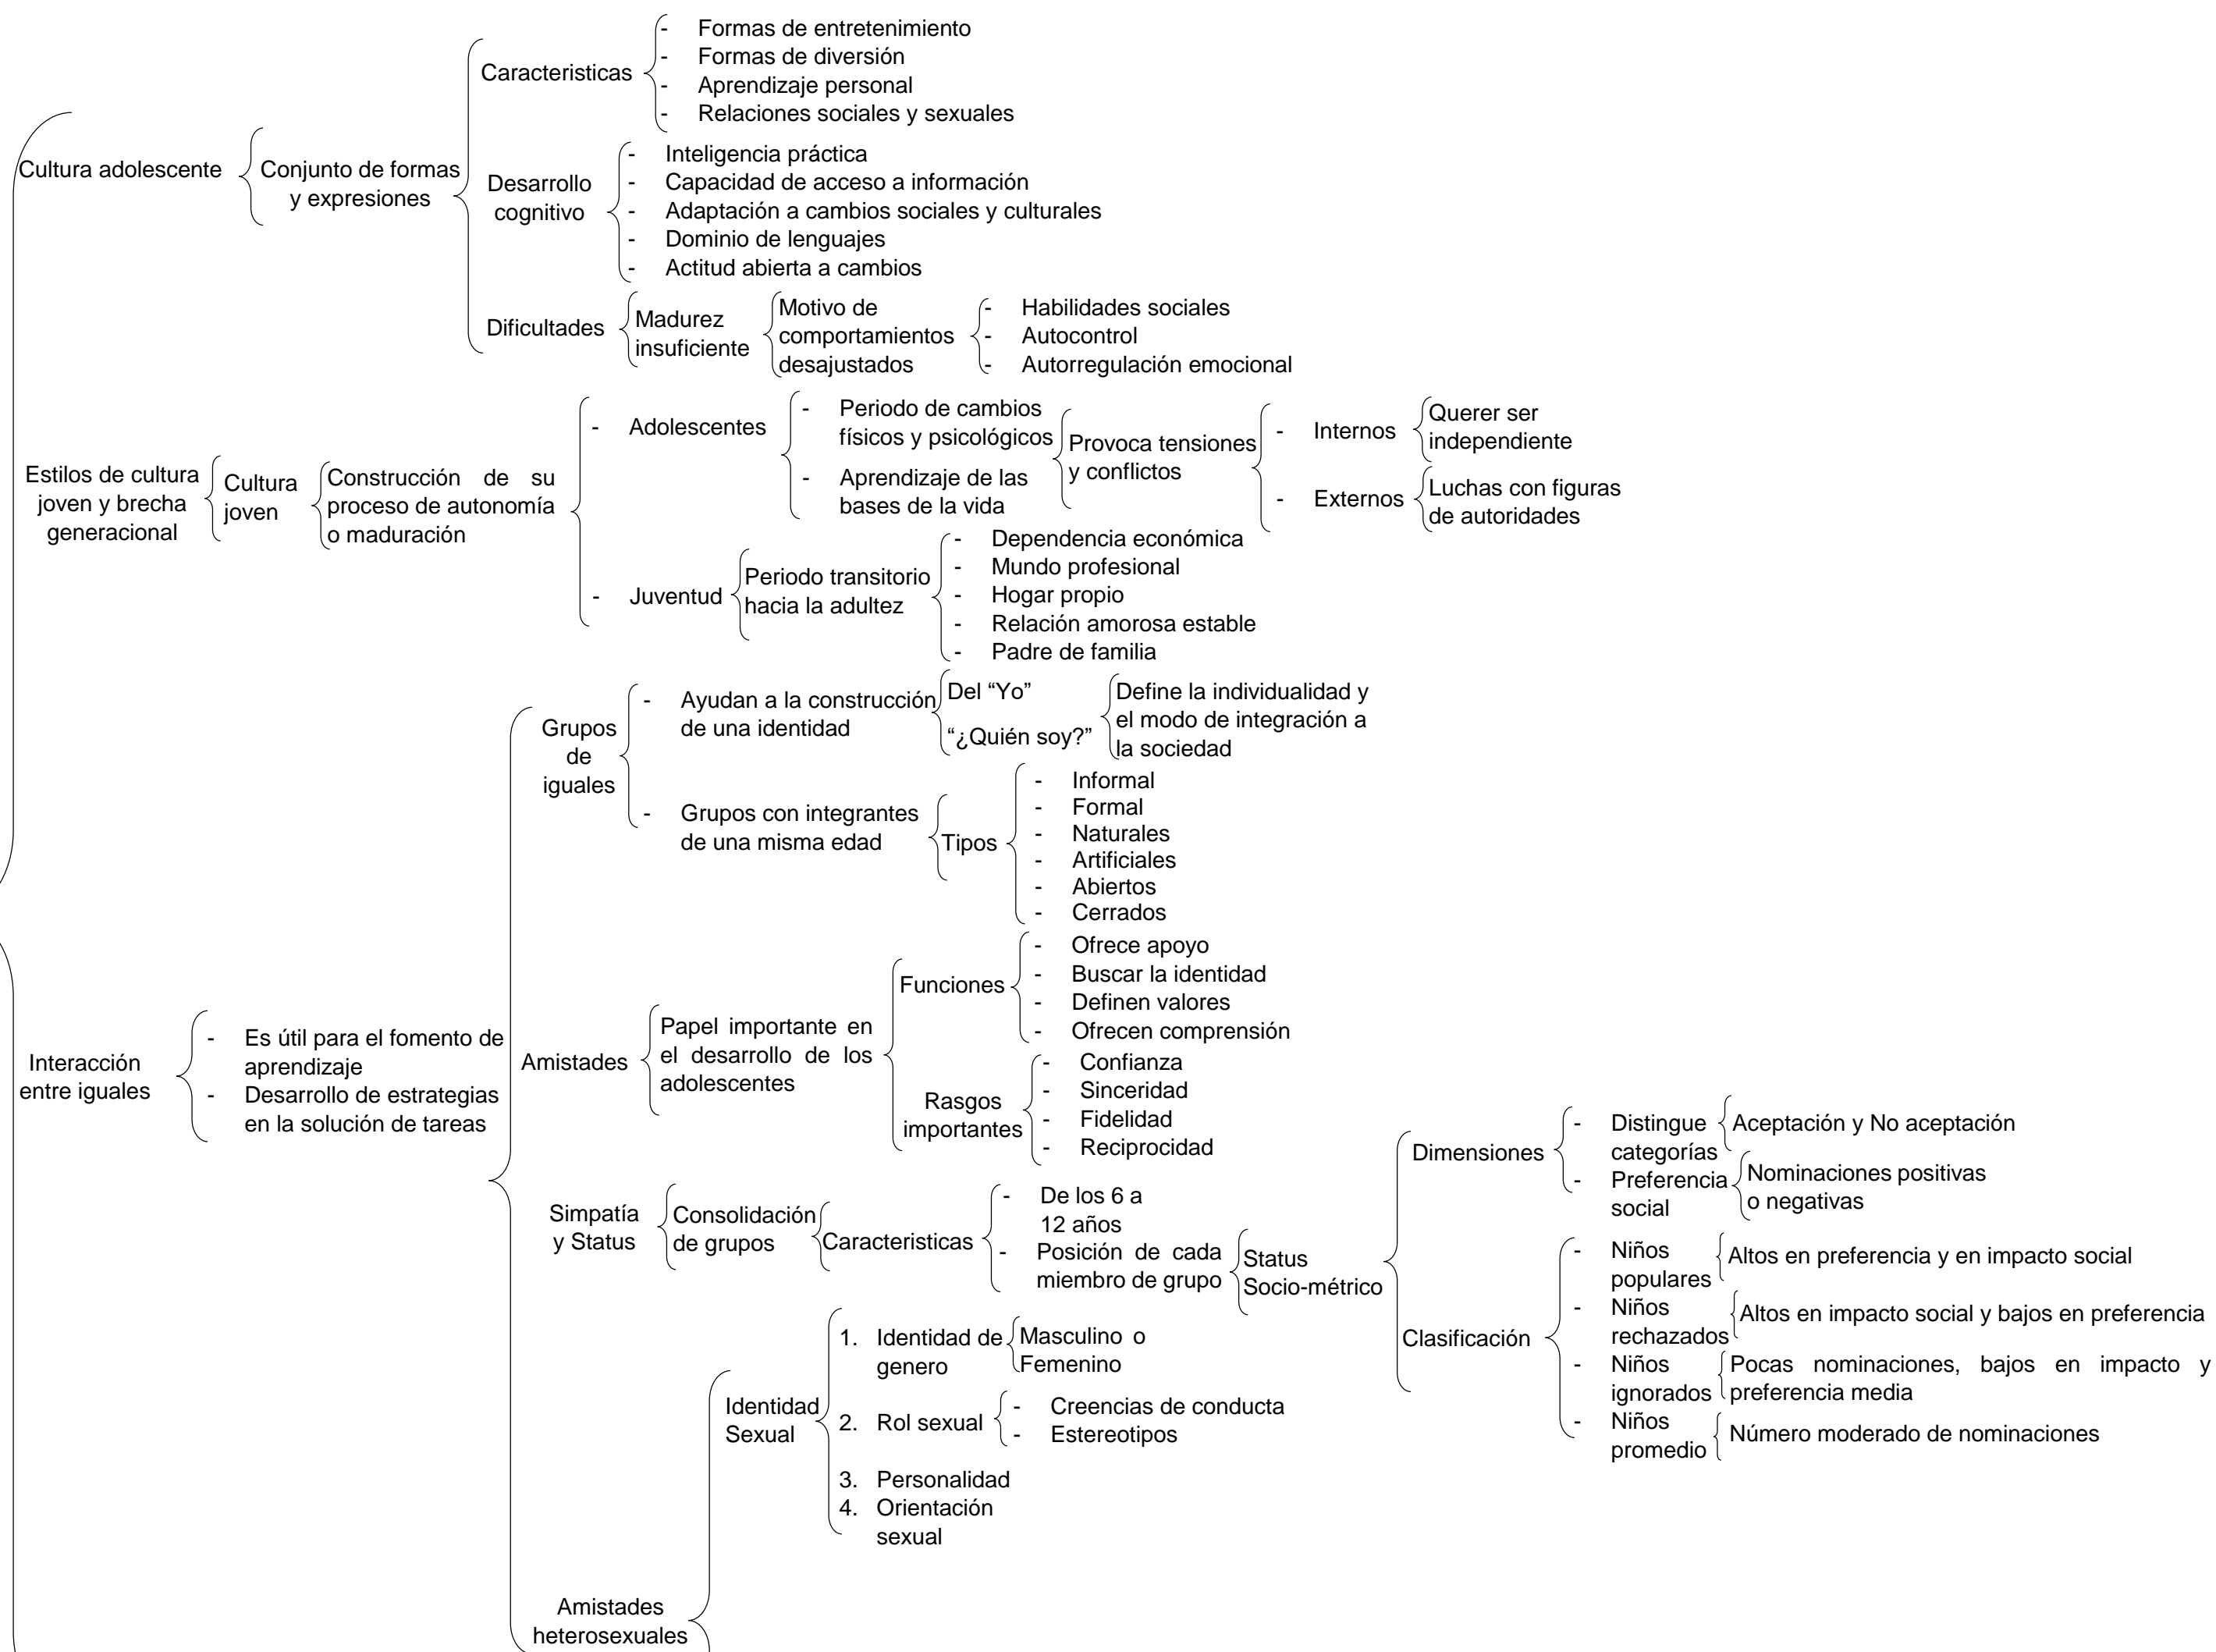 Cultura adolescente
Conjunto de formas
y expresiones
Caracteristicas
- Formas de entretenimiento
- Formas de diversión
- Aprendizaje personal
- Relaciones sociales y sexuales
Desarrollo
cognitivo
- Inteligencia práctica
- Capacidad de acceso a información
- Adaptación a cambios sociales y culturales
- Dominio de lenguajes
- Actitud abierta a cambios
Dificultades
Madurez
insuficiente
Motivo de
comportamientos
desajustados
- Habilidades sociales
- Autocontrol
- Autorregulación emocional
Estilos de cultura
joven y brecha
generacional
Cultura
joven
Construcción de su
proceso de autonomía
o maduración
- Adolescentes
- Periodo de cambios
físicos y psicológicos
- Aprendizaje de las
bases de la vida
Provoca tensiones
y conflictos
- Internos
Querer ser
independiente
- Externos
Luchas con figuras
de autoridades
- Juventud
Periodo transitorio
hacia la adultez
- Dependencia económica
- Mundo profesional
- Hogar propio
- Relación amorosa estable
- Padre de familia
Interacción
entre iguales
- Es útil para el fomento de
aprendizaje
- Desarrollo de estrategias
en la solución de tareas
Grupos
de
iguales
- Ayudan a la construcción
de una identidad
Del “Yo”
“¿Quién soy?”
Define la individualidad y
el modo de integración a
la sociedad
- Grupos con integrantes
de una misma edad
Tipos
- Informal
- Formal
- Naturales
- Artificiales
- Abiertos
- Cerrados
Amistades
Papel importante en
el desarrollo de los
adolescentes
Funciones
- Ofrece apoyo
- Buscar la identidad
- Definen valores
- Ofrecen comprensión
Rasgos
importantes
- Confianza
- Sinceridad
- Fidelidad
- Reciprocidad
Simpatía
y Status
Consolidación
de grupos
Caracteristicas
- De los 6 a
12 años
- Posición de cada
miembro de grupo
Status
Socio-métrico
Dimensiones
- Distingue
categorías
Aceptación y No aceptación
- Preferencia
social
Nominaciones positivas
o negativas
Clasificación
- Niños
populares
Altos en preferencia y en impacto social
- Niños
rechazados
Altos en impacto social y bajos en preferencia
- Niños
ignorados
Pocas nominaciones, bajos en impacto y
preferencia media
- Niños
promedio
Número moderado de nominaciones
Amistades
heterosexuales
Identidad
Sexual
1. Identidad de
genero
Masculino o
Femenino
2. Rol sexual
- Creencias de conducta
- Estereotipos
3. Personalidad
4. Orientación
sexual